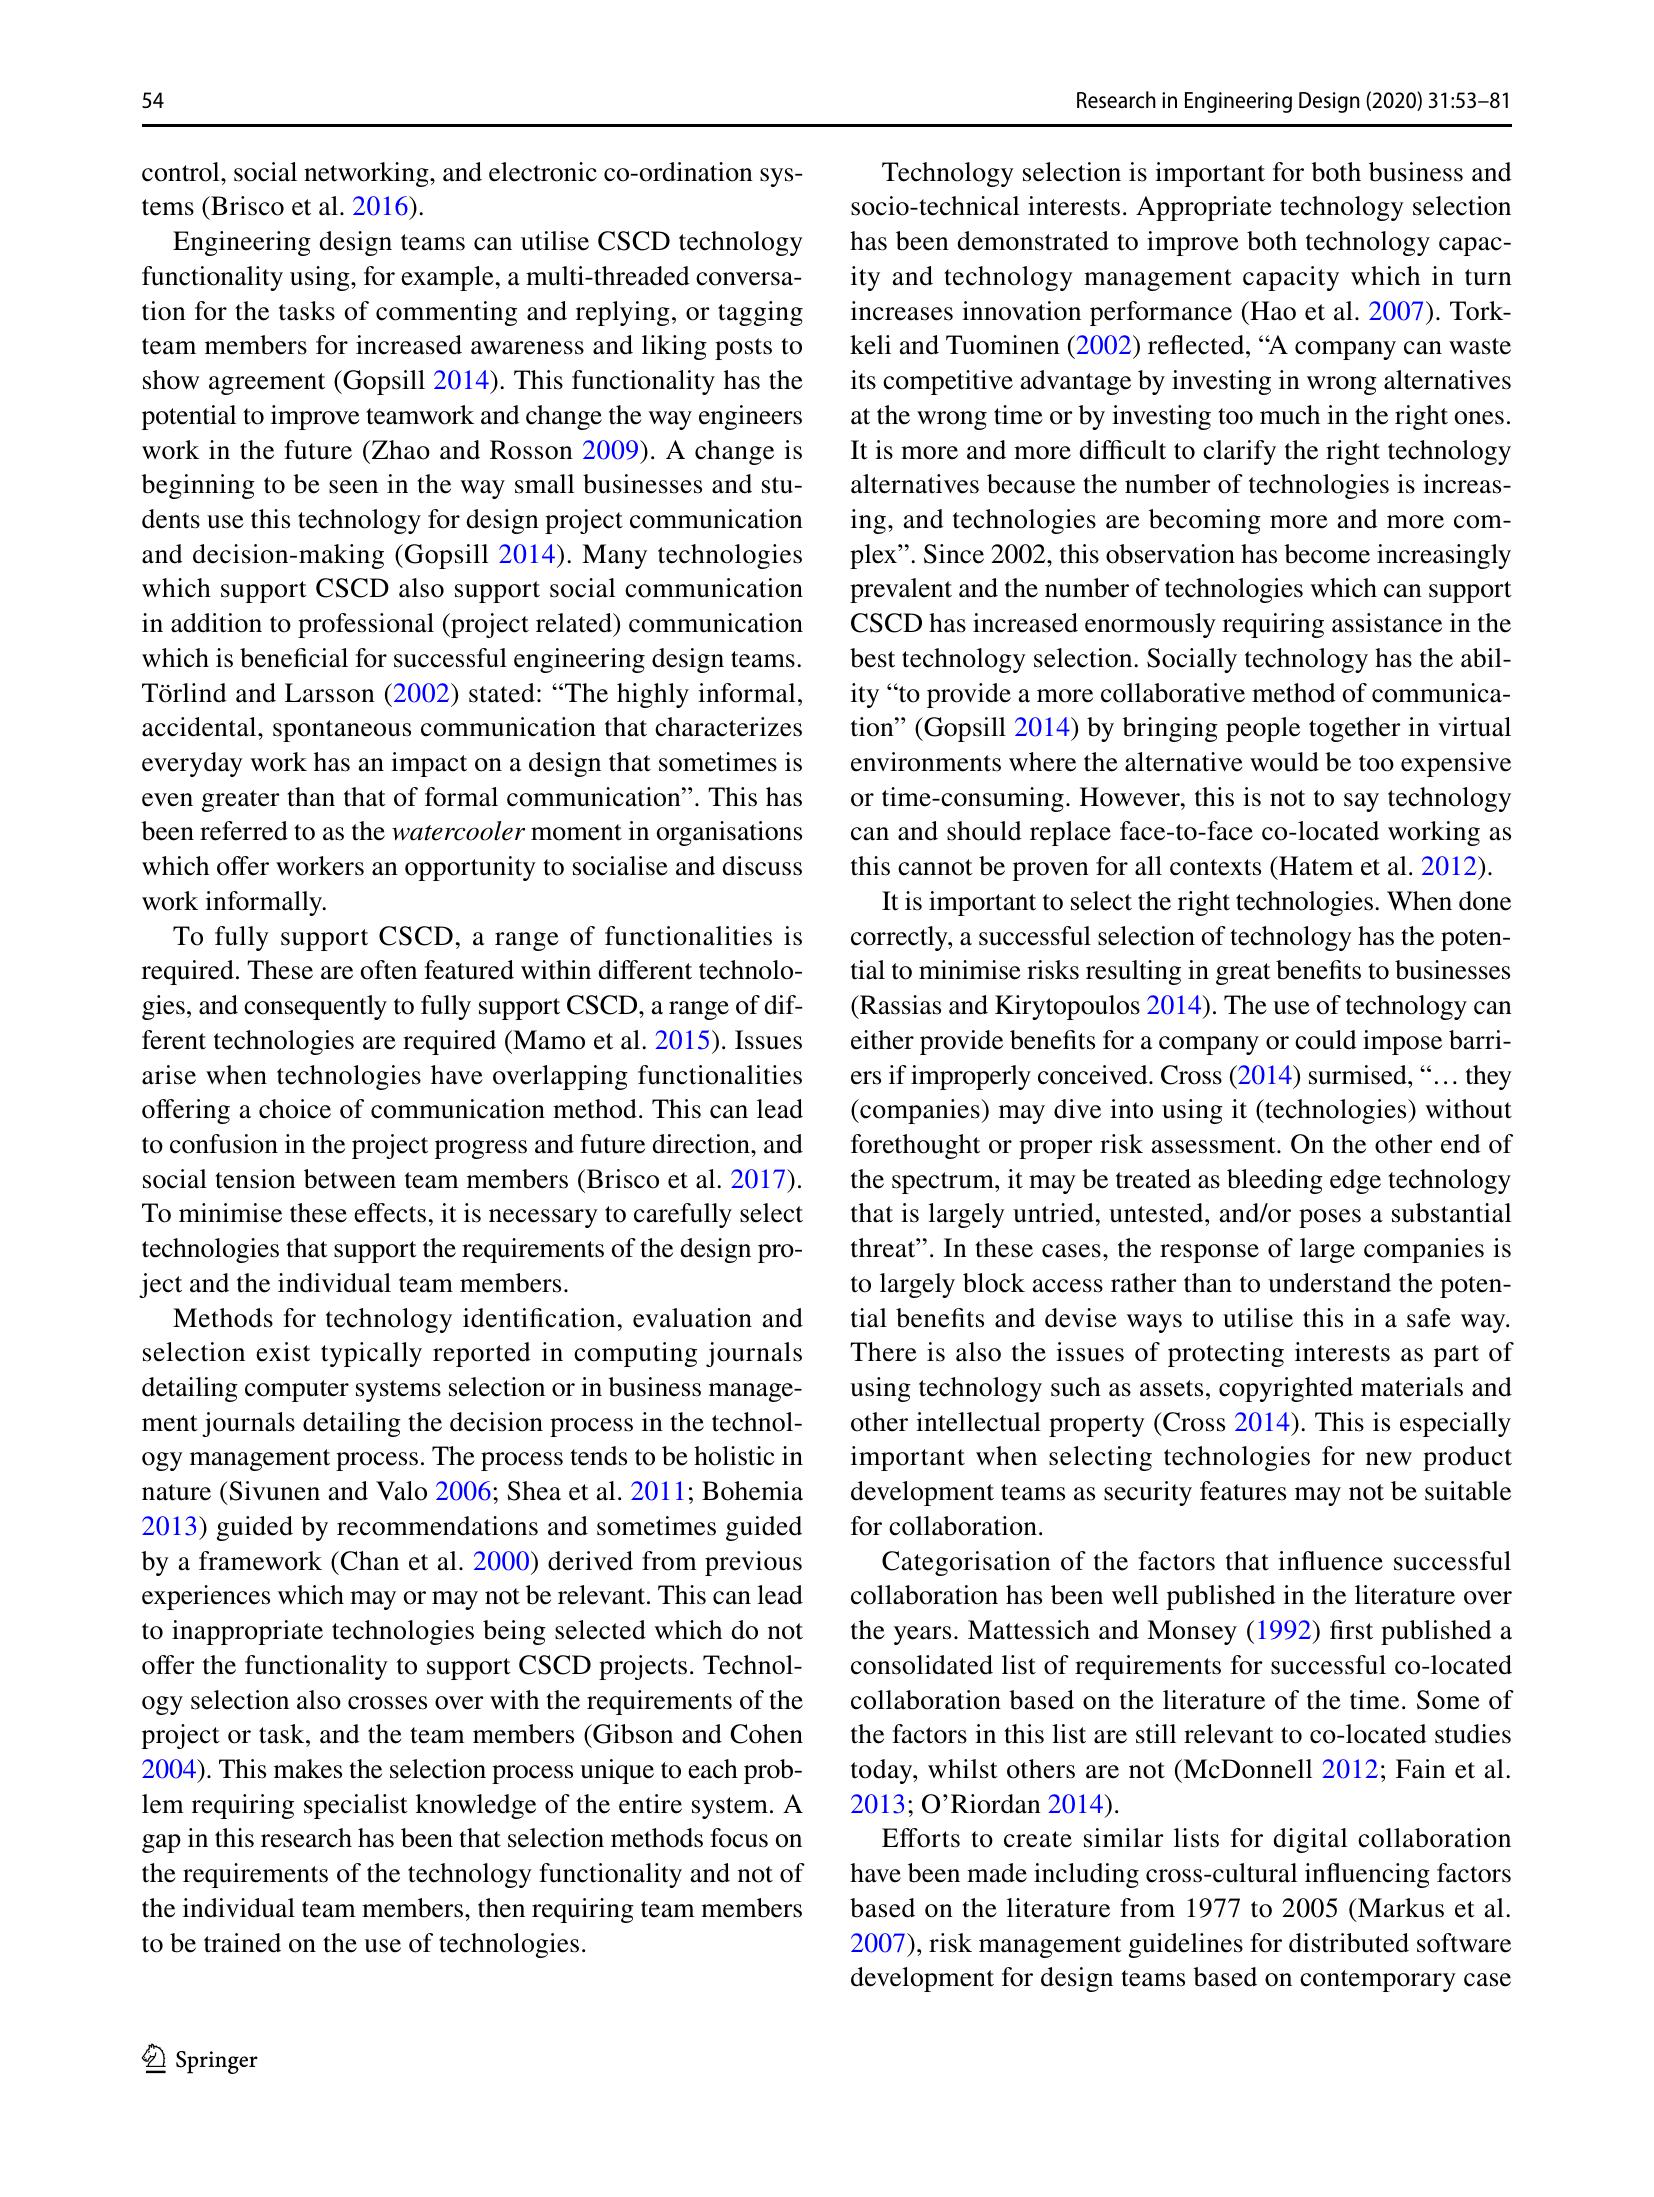 54
Research in Engineering Design (2020) 31:53–81
control, social networking, and electronic co-ordination sys-
tems (Brisco et al. 2016).
Engineering design teams can utilise CSCD technology
functionality using, for example, a multi-threaded conversa-
tion for the tasks of commenting and replying, or tagging
team members for increased awareness and liking posts to
show agreement (Gopsill 2014). This functionality has the
potential to improve teamwork and change the way engineers
work in the future (Zhao and Rosson 2009). A change is
beginning to be seen in the way small businesses and stu-
dents use this technology for design project communication
and decision-making (Gopsill 2014). Many technologies
which support CSCD also support social communication
in addition to professional (project related) communication
which is beneficial for successful engineering design teams.
Törlind and Larsson (2002) stated: “The highly informal,
accidental, spontaneous communication that characterizes
everyday work has an impact on a design that sometimes is
even greater than that of formal communication”. This has
been referred to as the watercooler moment in organisations
which offer workers an opportunity to socialise and discuss
work informally.
To fully support CSCD, a range of functionalities is
required. These are often featured within different technolo-
gies, and consequently to fully support CSCD, a range of dif-
ferent technologies are required (Mamo et al. 2015). Issues
arise when technologies have overlapping functionalities
offering a choice of communication method. This can lead
to confusion in the project progress and future direction, and
social tension between team members (Brisco et al. 2017).
To minimise these effects, it is necessary to carefully select
technologies that support the requirements of the design pro-
ject and the individual team members.
Methods for technology identification, evaluation and
selection exist typically reported in computing journals
detailing computer systems selection or in business manage-
ment journals detailing the decision process in the technol-
ogy management process. The process tends to be holistic in
nature (Sivunen and Valo 2006; Shea et al. 2011; Bohemia
2013) guided by recommendations and sometimes guided
by a framework (Chan et al. 2000) derived from previous
experiences which may or may not be relevant. This can lead
to inappropriate technologies being selected which do not
offer the functionality to support CSCD projects. Technol-
ogy selection also crosses over with the requirements of the
project or task, and the team members (Gibson and Cohen
2004). This makes the selection process unique to each prob-
lem requiring specialist knowledge of the entire system. A
gap in this research has been that selection methods focus on
the requirements of the technology functionality and not of
the individual team members, then requiring team members
to be trained on the use of technologies.
Technology selection is important for both business and
socio-technical interests. Appropriate technology selection
has been demonstrated to improve both technology capac-
ity and technology management capacity which in turn
increases innovation performance (Hao et al. 2007). Tork-
keli and Tuominen (2002) reflected, “A company can waste
its competitive advantage by investing in wrong alternatives
at the wrong time or by investing too much in the right ones.
It is more and more difficult to clarify the right technology
alternatives because the number of technologies is increas-
ing, and technologies are becoming more and more com-
plex”. Since 2002, this observation has become increasingly
prevalent and the number of technologies which can support
CSCD has increased enormously requiring assistance in the
best technology selection. Socially technology has the abil-
ity “to provide a more collaborative method of communica-
tion” (Gopsill 2014) by bringing people together in virtual
environments where the alternative would be too expensive
or time-consuming. However, this is not to say technology
can and should replace face-to-face co-located working as
this cannot be proven for all contexts (Hatem et al. 2012).
It is important to select the right technologies. When done
correctly, a successful selection of technology has the poten-
tial to minimise risks resulting in great benefits to businesses
(Rassias and Kirytopoulos 2014). The use of technology can
either provide benefits for a company or could impose barri-
ers if improperly conceived. Cross (2014) surmised, “… they
(companies) may dive into using it (technologies) without
forethought or proper risk assessment. On the other end of
the spectrum, it may be treated as bleeding edge technology
that is largely untried, untested, and/or poses a substantial
threat”. In these cases, the response of large companies is
to largely block access rather than to understand the poten-
tial benefits and devise ways to utilise this in a safe way.
There is also the issues of protecting interests as part of
using technology such as assets, copyrighted materials and
other intellectual property (Cross 2014). This is especially
important when selecting technologies for new product
development teams as security features may not be suitable
for collaboration.
Categorisation of the factors that influence successful
collaboration has been well published in the literature over
the years. Mattessich and Monsey (1992) first published a
consolidated list of requirements for successful co-located
collaboration based on the literature of the time. Some of
the factors in this list are still relevant to co-located studies
today, whilst others are not (McDonnell 2012; Fain et al.
2013; O’Riordan 2014).
Efforts to create similar lists for digital collaboration
have been made including cross-cultural influencing factors
based on the literature from 1977 to 2005 (Markus et al.
2007), risk management guidelines for distributed software
development for design teams based on contemporary case
Springer